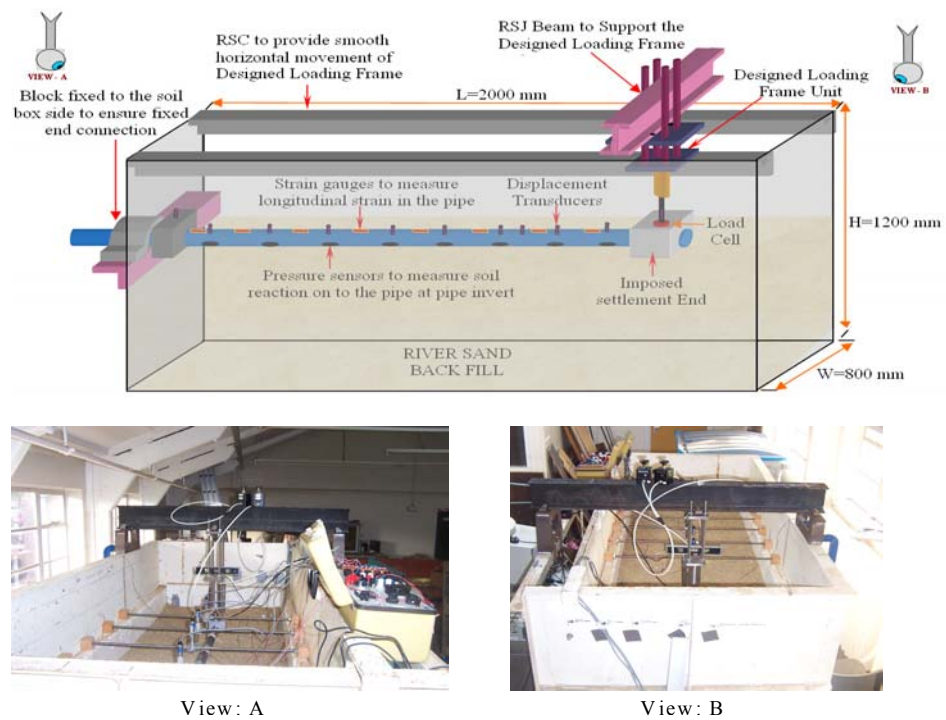 RSC to provide smooth
horizontal movement of
Designed Loading Frame
RSJ Beam to Support the
Designed Loading Frame
VIEW - A
VIEW - B
Block fixed to the soil
box side to ensure fixed
end connection
L=2000 mm
Designed Loading
Frame Unit
Strain gauges to measure
longitudinal strain in the pipe
Displacement
Transducers
Load
Cell
H=1200 mm
Pressure sensors to measure soil
reaction on to the pipe at pipe invert
Imposed
settlement End
RIVER SAND
BACK FILL
W=800 mm
View: A
View: B